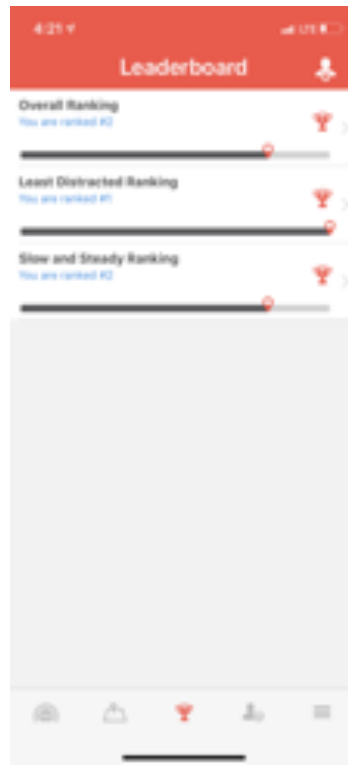 4:21
LTE
Leaderboard
Overall Ranking
You are ranked #2
Least Distracted Ranking
You are ranked #1
Slow and Steady Ranking
You are ranked #2